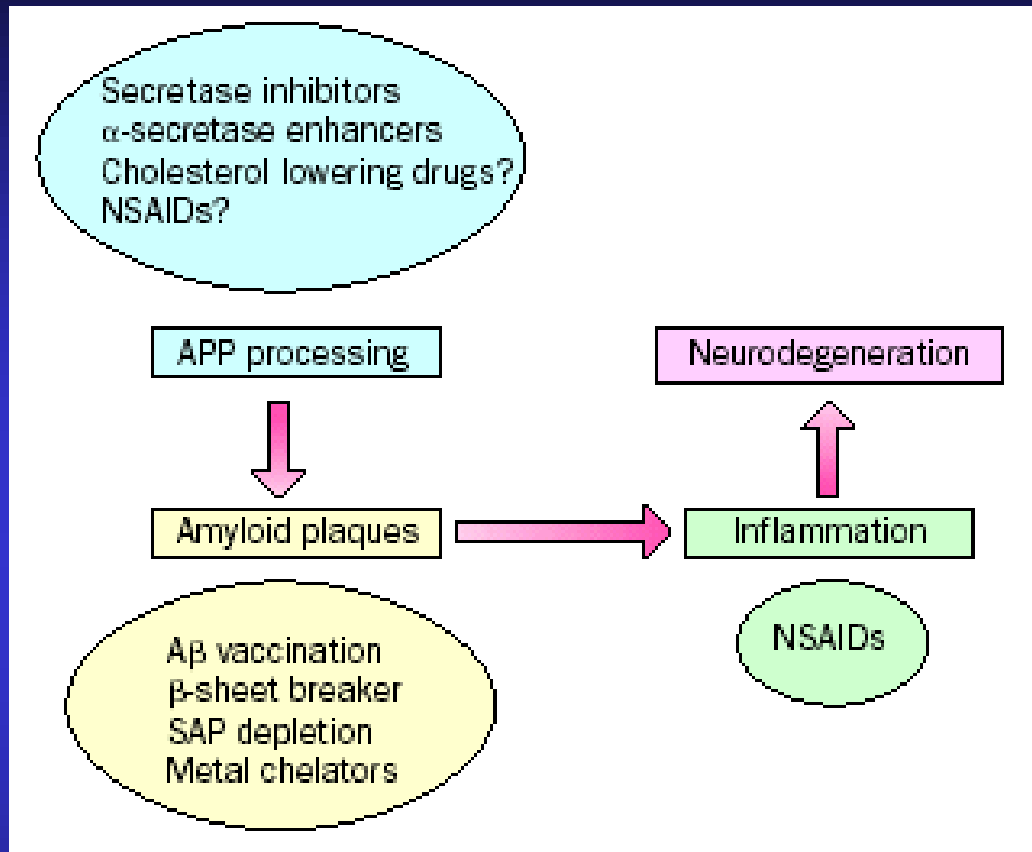 Secretase inhibitors
α-secretase enhancers
Cholesterol lowering drugs?
NSAIDs?
APP processing
Neurodegeneration
Amyloid plaques
Inflammation
Aβ vaccination
β-sheet breaker
SAP depletion
Metal chelators
NSAIDs